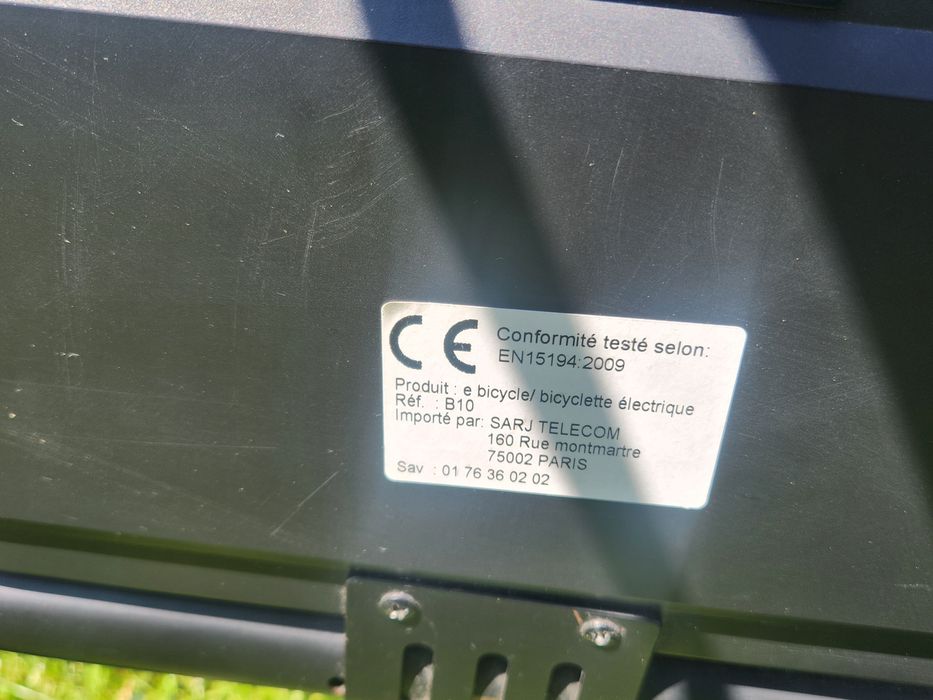 CE
Conformité testé selon:
EN15194:2009
Produit : e bicycle/ bicyclette électrique
Réf. : B10
Importé par: SARJ TELECOM
160 Rue montmartre
75002 PARIS
Sav : 01 76 36 02 02